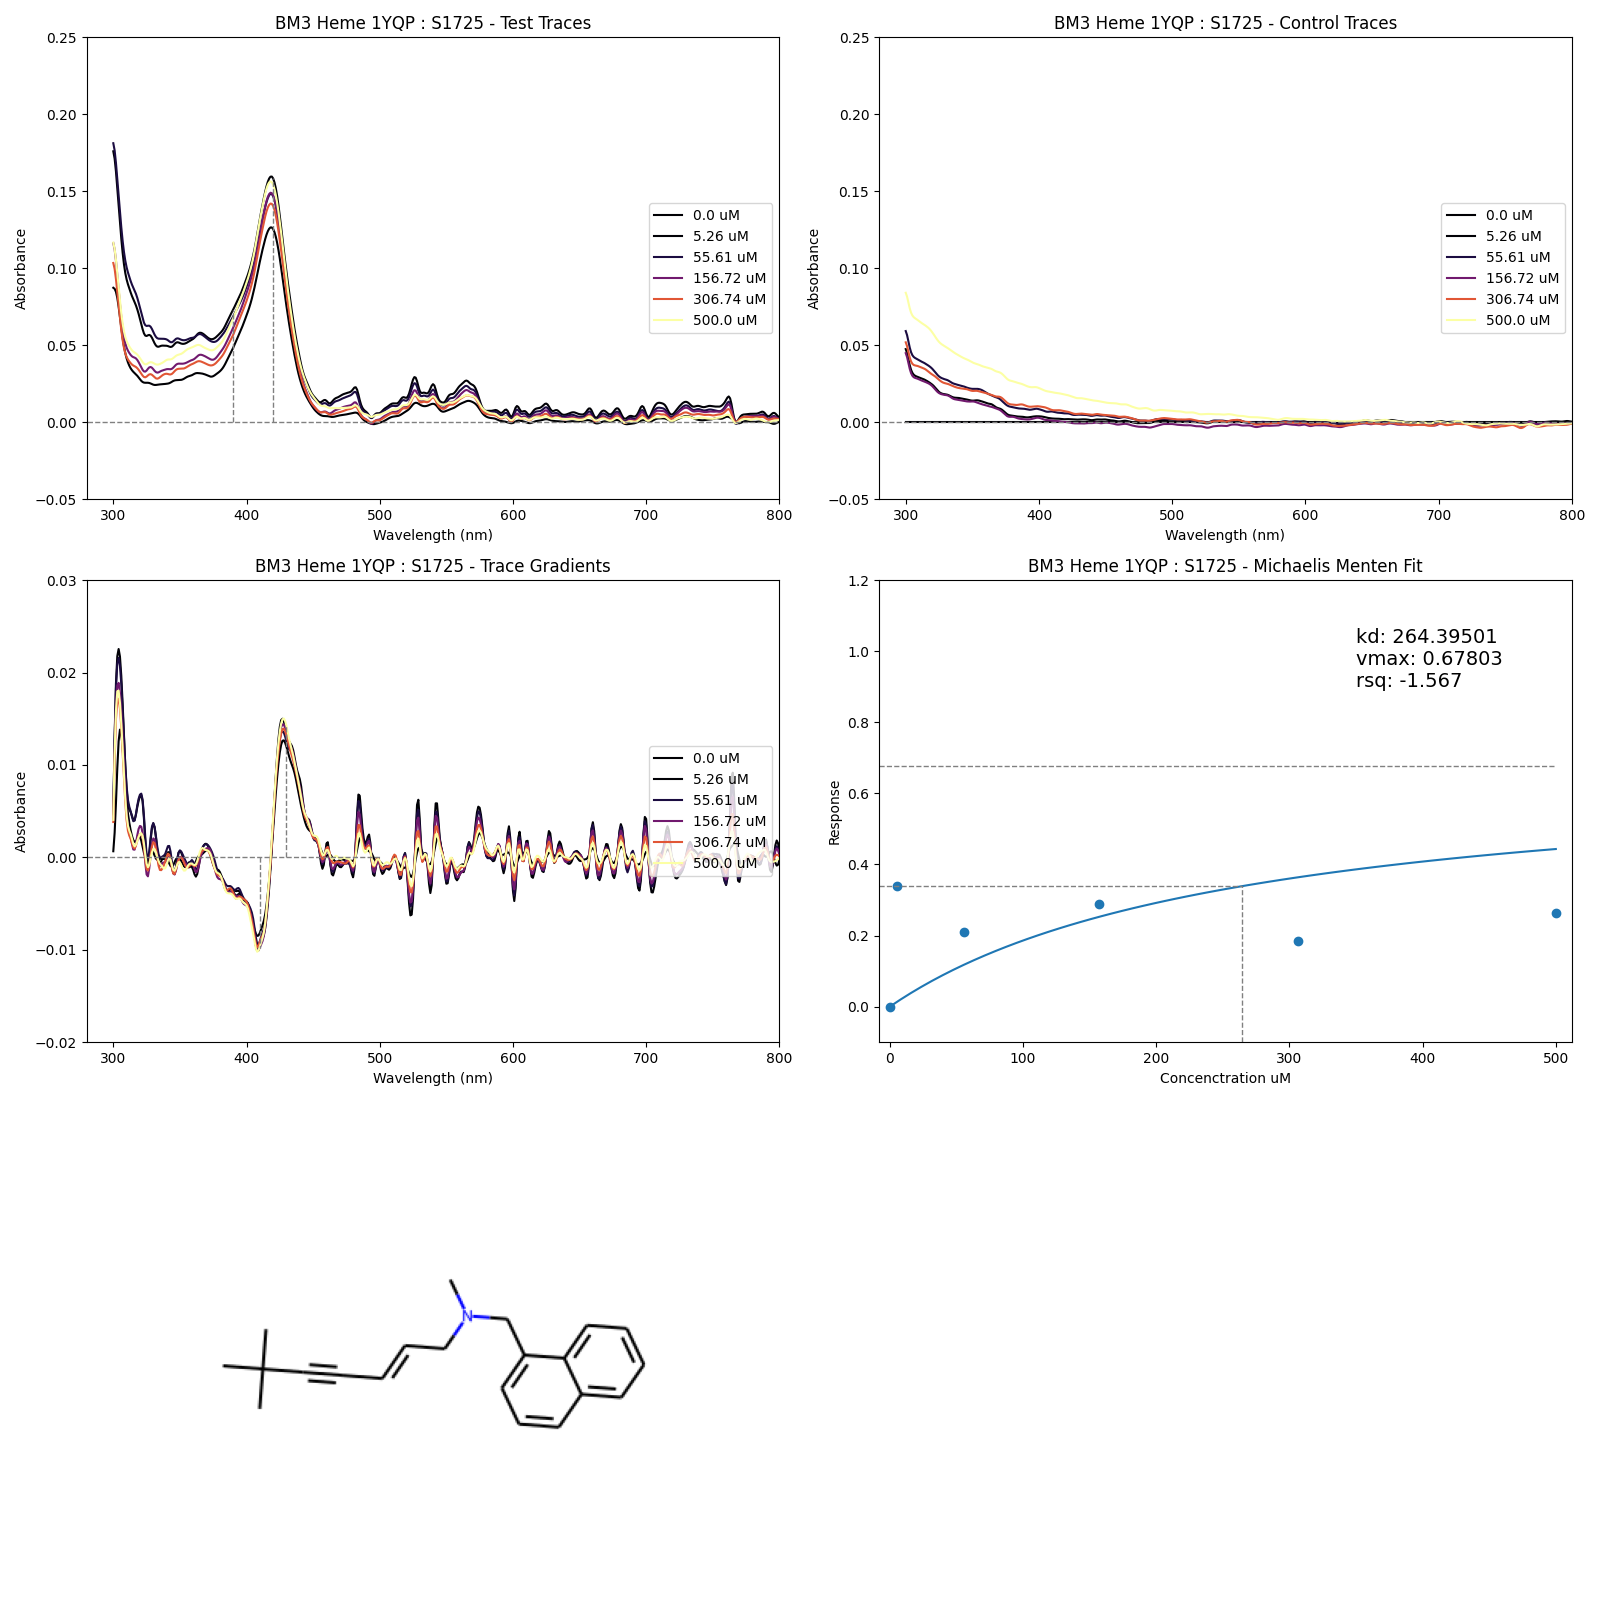 BM3 Heme 1YQP : S1725 - Test Traces
0.25
0.20
0.15
0.10
0.05
0.00
−0.05
Absorbance
300
400
500
600
700
800
Wavelength (nm)
0.0 uM
5.26 uM
55.61 uM
156.72 uM
306.74 uM
500.0 uM
BM3 Heme 1YQP : S1725 - Control Traces
0.25
0.20
0.15
0.10
0.05
0.00
−0.05
Absorbance
300
400
500
600
700
800
Wavelength (nm)
0.0 uM
5.26 uM
55.61 uM
156.72 uM
306.74 uM
500.0 uM
BM3 Heme 1YQP : S1725 - Trace Gradients
0.03
0.02
0.01
0.00
−0.01
−0.02
Absorbance
300
400
500
600
700
800
Wavelength (nm)
0.0 uM
5.26 uM
55.61 uM
156.72 uM
306.74 uM
500.0 uM
BM3 Heme 1YQP : S1725 - Michaelis Menten Fit
1.2
1.0
0.8
0.6
0.4
0.2
0.0
Response
0
100
200
300
400
500
Concenctration uM
kd: 264.39501
vmax: 0.67803
rsq: -1.567
N